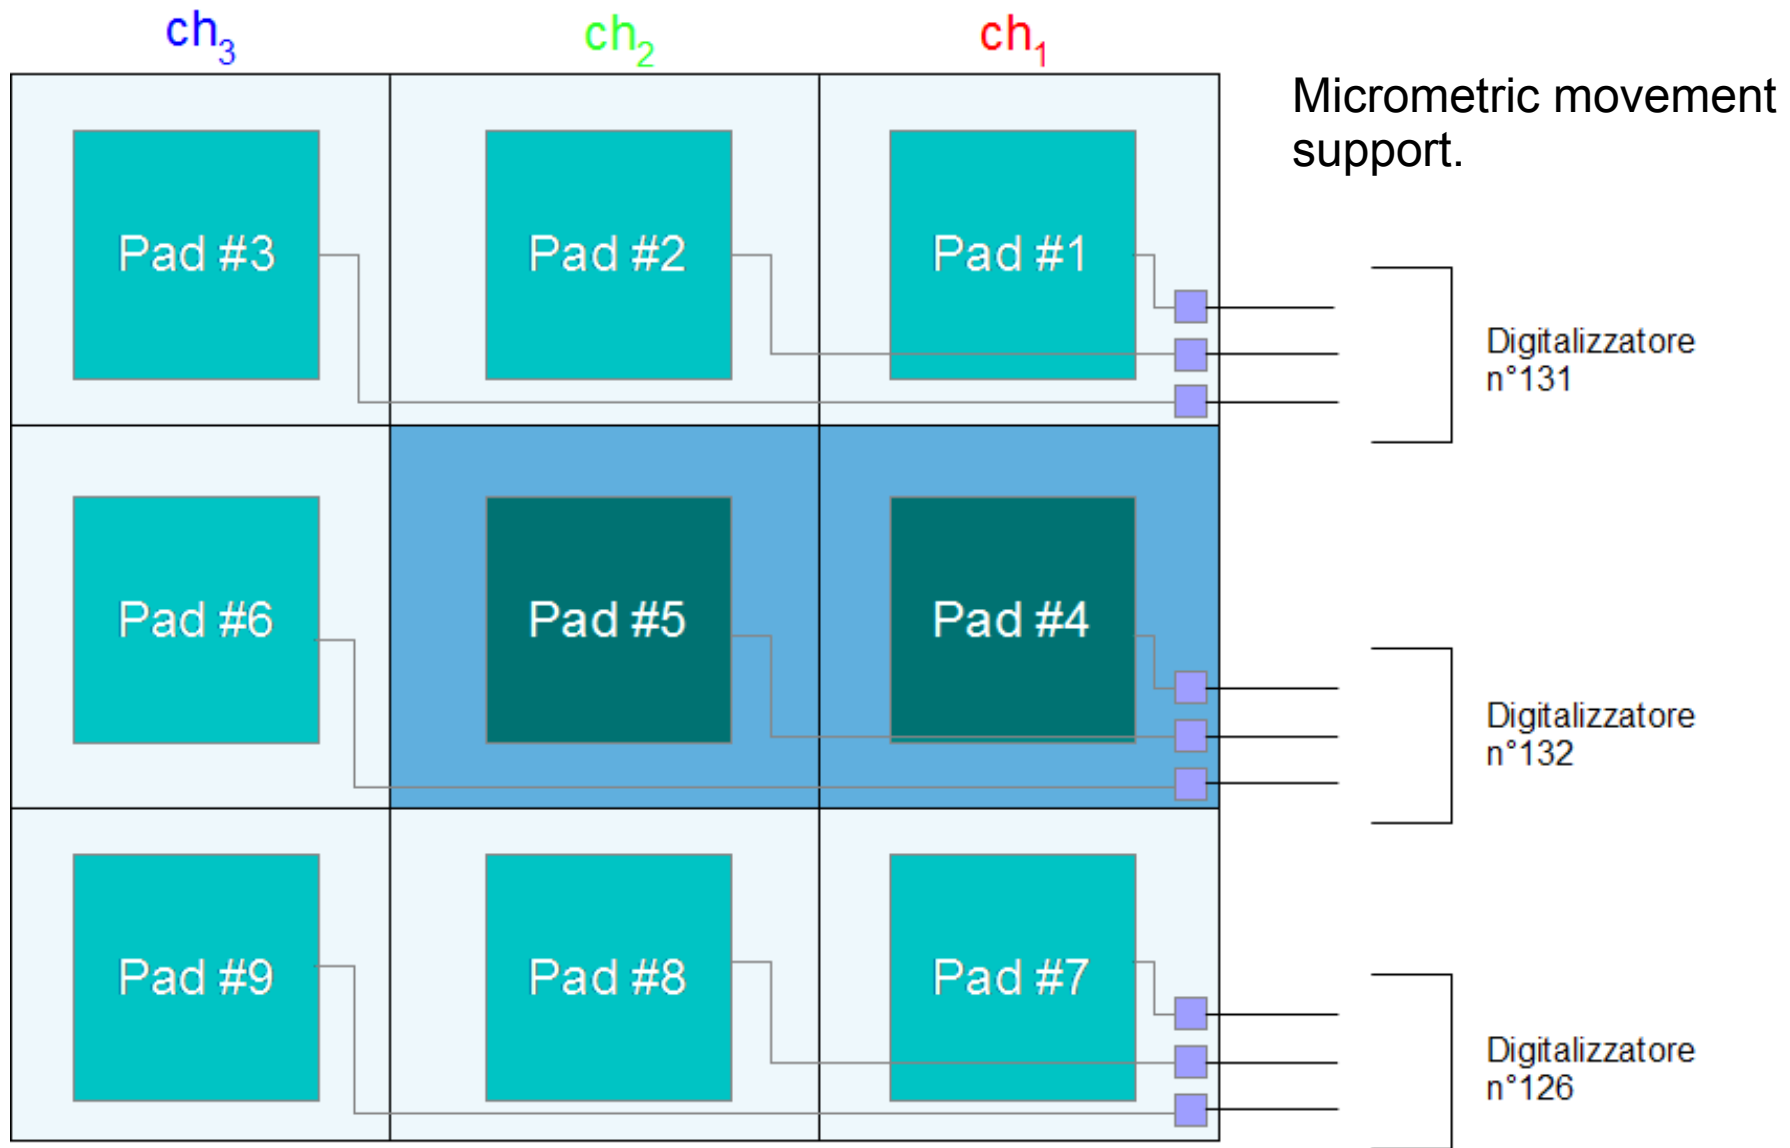 ch3 ch2 ch1
Micrometric movement
support.
Pad #3 Pad #2 Pad #1
Digitalizzatore
n°131
Pad #6 Pad #5 Pad #4
Digitalizzatore
n°132
Pad #9 Pad #8 Pad #7
Digitalizzatore
n°126